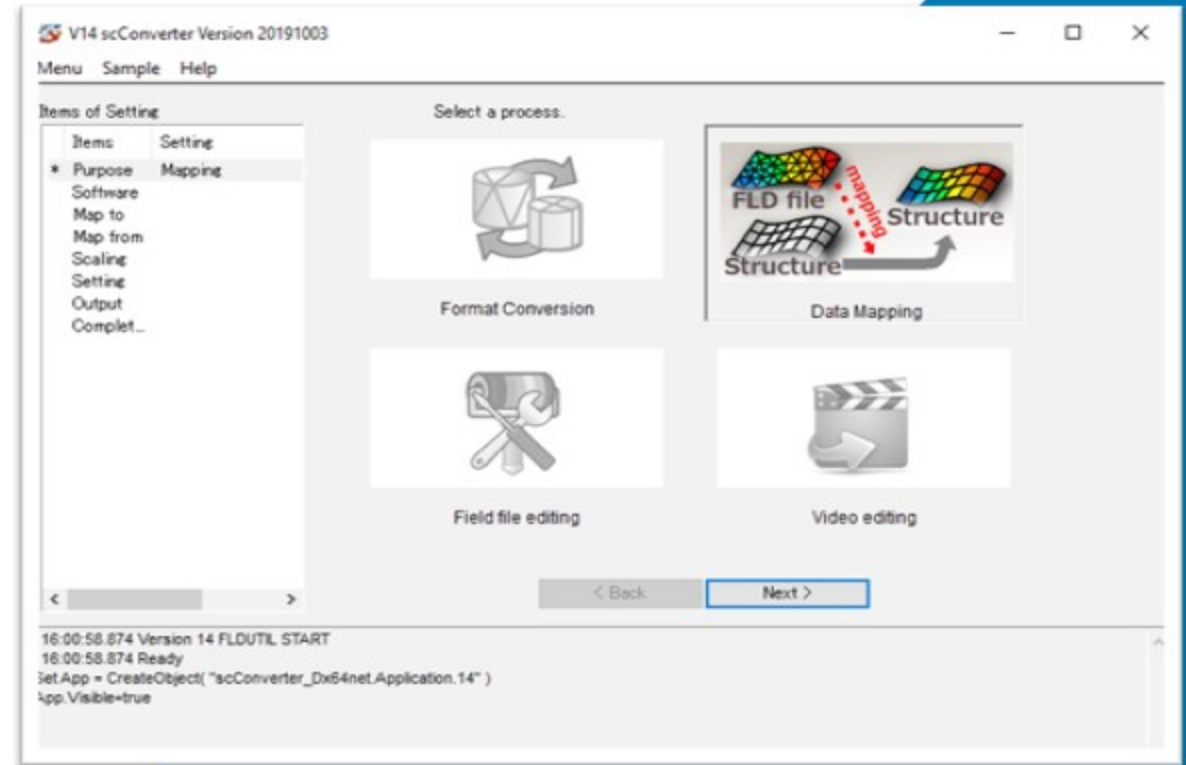 V14 scConverter Version 20191003
Menu Sample Help
Items of Setting
Items Setting
* Purpose Mapping
Software
Map to
Map from
Scaling
Setting
Output
Complet...
Select a process.
FLD file
mapping
Structure
Structure
Format Conversion
Data Mapping
Field file editing
Video editing
< Back
Next >
16:00:58.874 Version 14 FLDUTIL START
16:00:58.874 Ready
Set App = CreateObject( "scConverter_Dx64net.Application.14" )
App.Visible=true